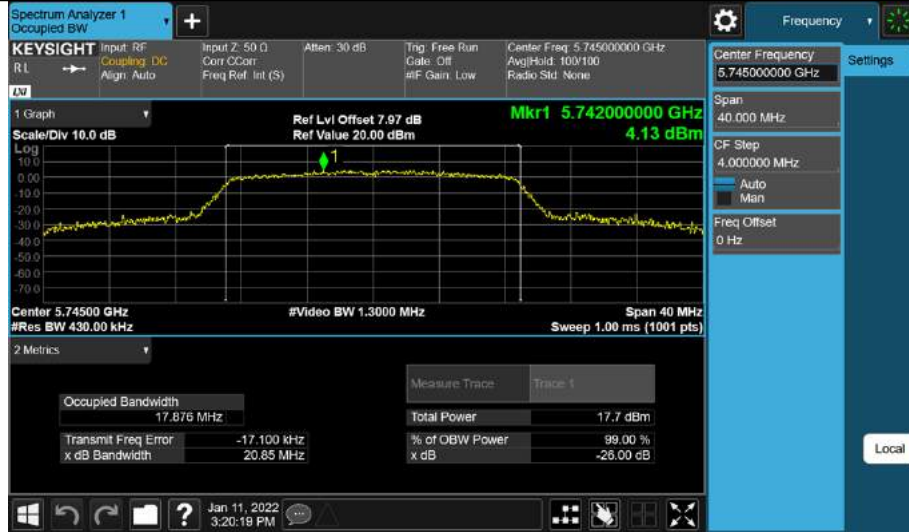 Spectrum Analyzer 1
Occupied BW
+
Frequency
KEYSIGHT
RL
LXI
Input: RF
Coupling: DC
Align: Auto
Input Z: 50 Ω
Corr CCorr
Freq Ref: Int (S)
Atten: 30 dB
Trig: Free Run
Gate: Off
#IF Gain: Low
Center Freq: 5.745000000 GHz
Avg|Hold: 100/100
Radio Std: None
Center Frequency
5.745000000 GHz
Settings
Span
40.000 MHz
CF Step
4.000000 MHz
Auto
Man
Freq Offset
0 Hz
Local
1 Graph
Scale/Div 10.0 dB
Ref Lvl Offset 7.97 dB
Ref Value 20.00 dBm
Mkr1 5.742000000 GHz
4.13 dBm
Log
10.0
0.00
-10.0
-20.0
-30.0
-40.0
-50.0
-60.0
-70.0
1
Center 5.74500 GHz
#Res BW 430.00 kHz
#Video BW 1.3000 MHz
Span 40 MHz
Sweep 1.00 ms (1001 pts)
2 Metrics
Measure Trace
Trace 1
Occupied Bandwidth
17.876 MHz
Total Power
17.7 dBm
Transmit Freq Error
-17.100 kHz
% of OBW Power
99.00 %
x dB Bandwidth
20.85 MHz
x dB
-26.00 dB
?
Jan 11, 2022
3:20:19 PM